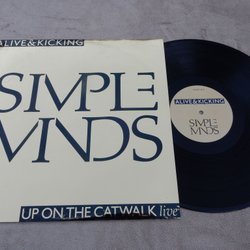 ALIVE & KICKING
SIMPLE
MINDS
UP ON THE CATWALK live
ALIVE & KICKING
SIMPLE
MINDS